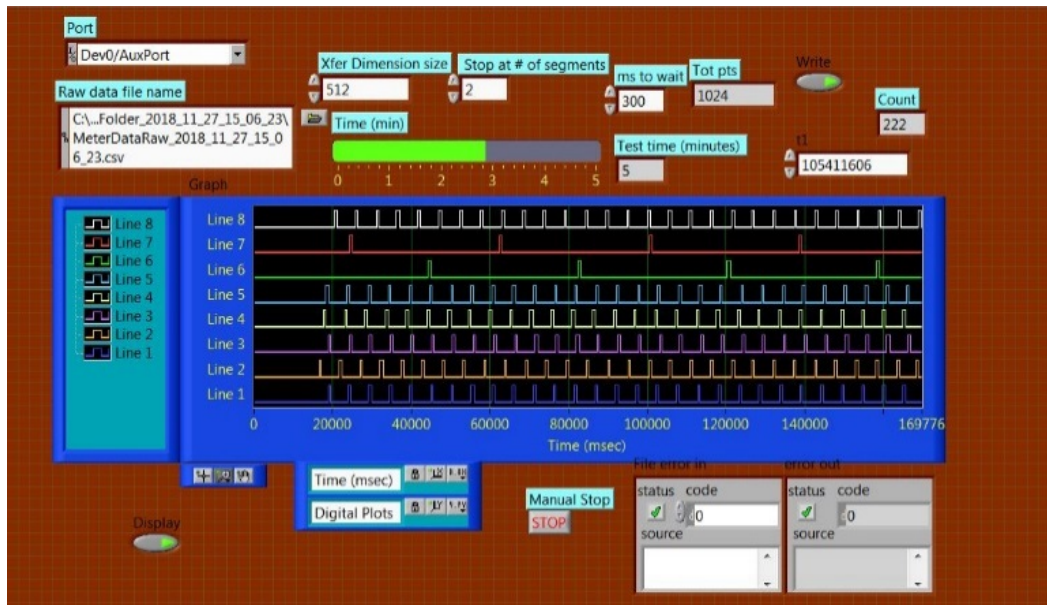 Port
Dev0/AuxPort
Raw data file name
C:\...Folder_2018_11_27_15_06_23\
MeterDataRaw_2018_11_27_15_0
6_23.csv
Xfer Dimension size
512
Stop at # of segments
2
ms to wait
300
Tot pts
1024
Write
Count
222
Time (min)
0 1 2 3 4 5
Test time (minutes)
5
t1
105411606
Graph
Line 8
Line 7
Line 6
Line 5
Line 4
Line 3
Line 2
Line 1
Line 8
Line 7
Line 6
Line 5
Line 4
Line 3
Line 2
Line 1
0 20000 40000 60000 80000 100000 120000 140000 169776
Time (msec)
Time (msec)
Digital Plots
Display
Manual Stop
STOP
File error in
status code
0
source
error out
status code
0
source